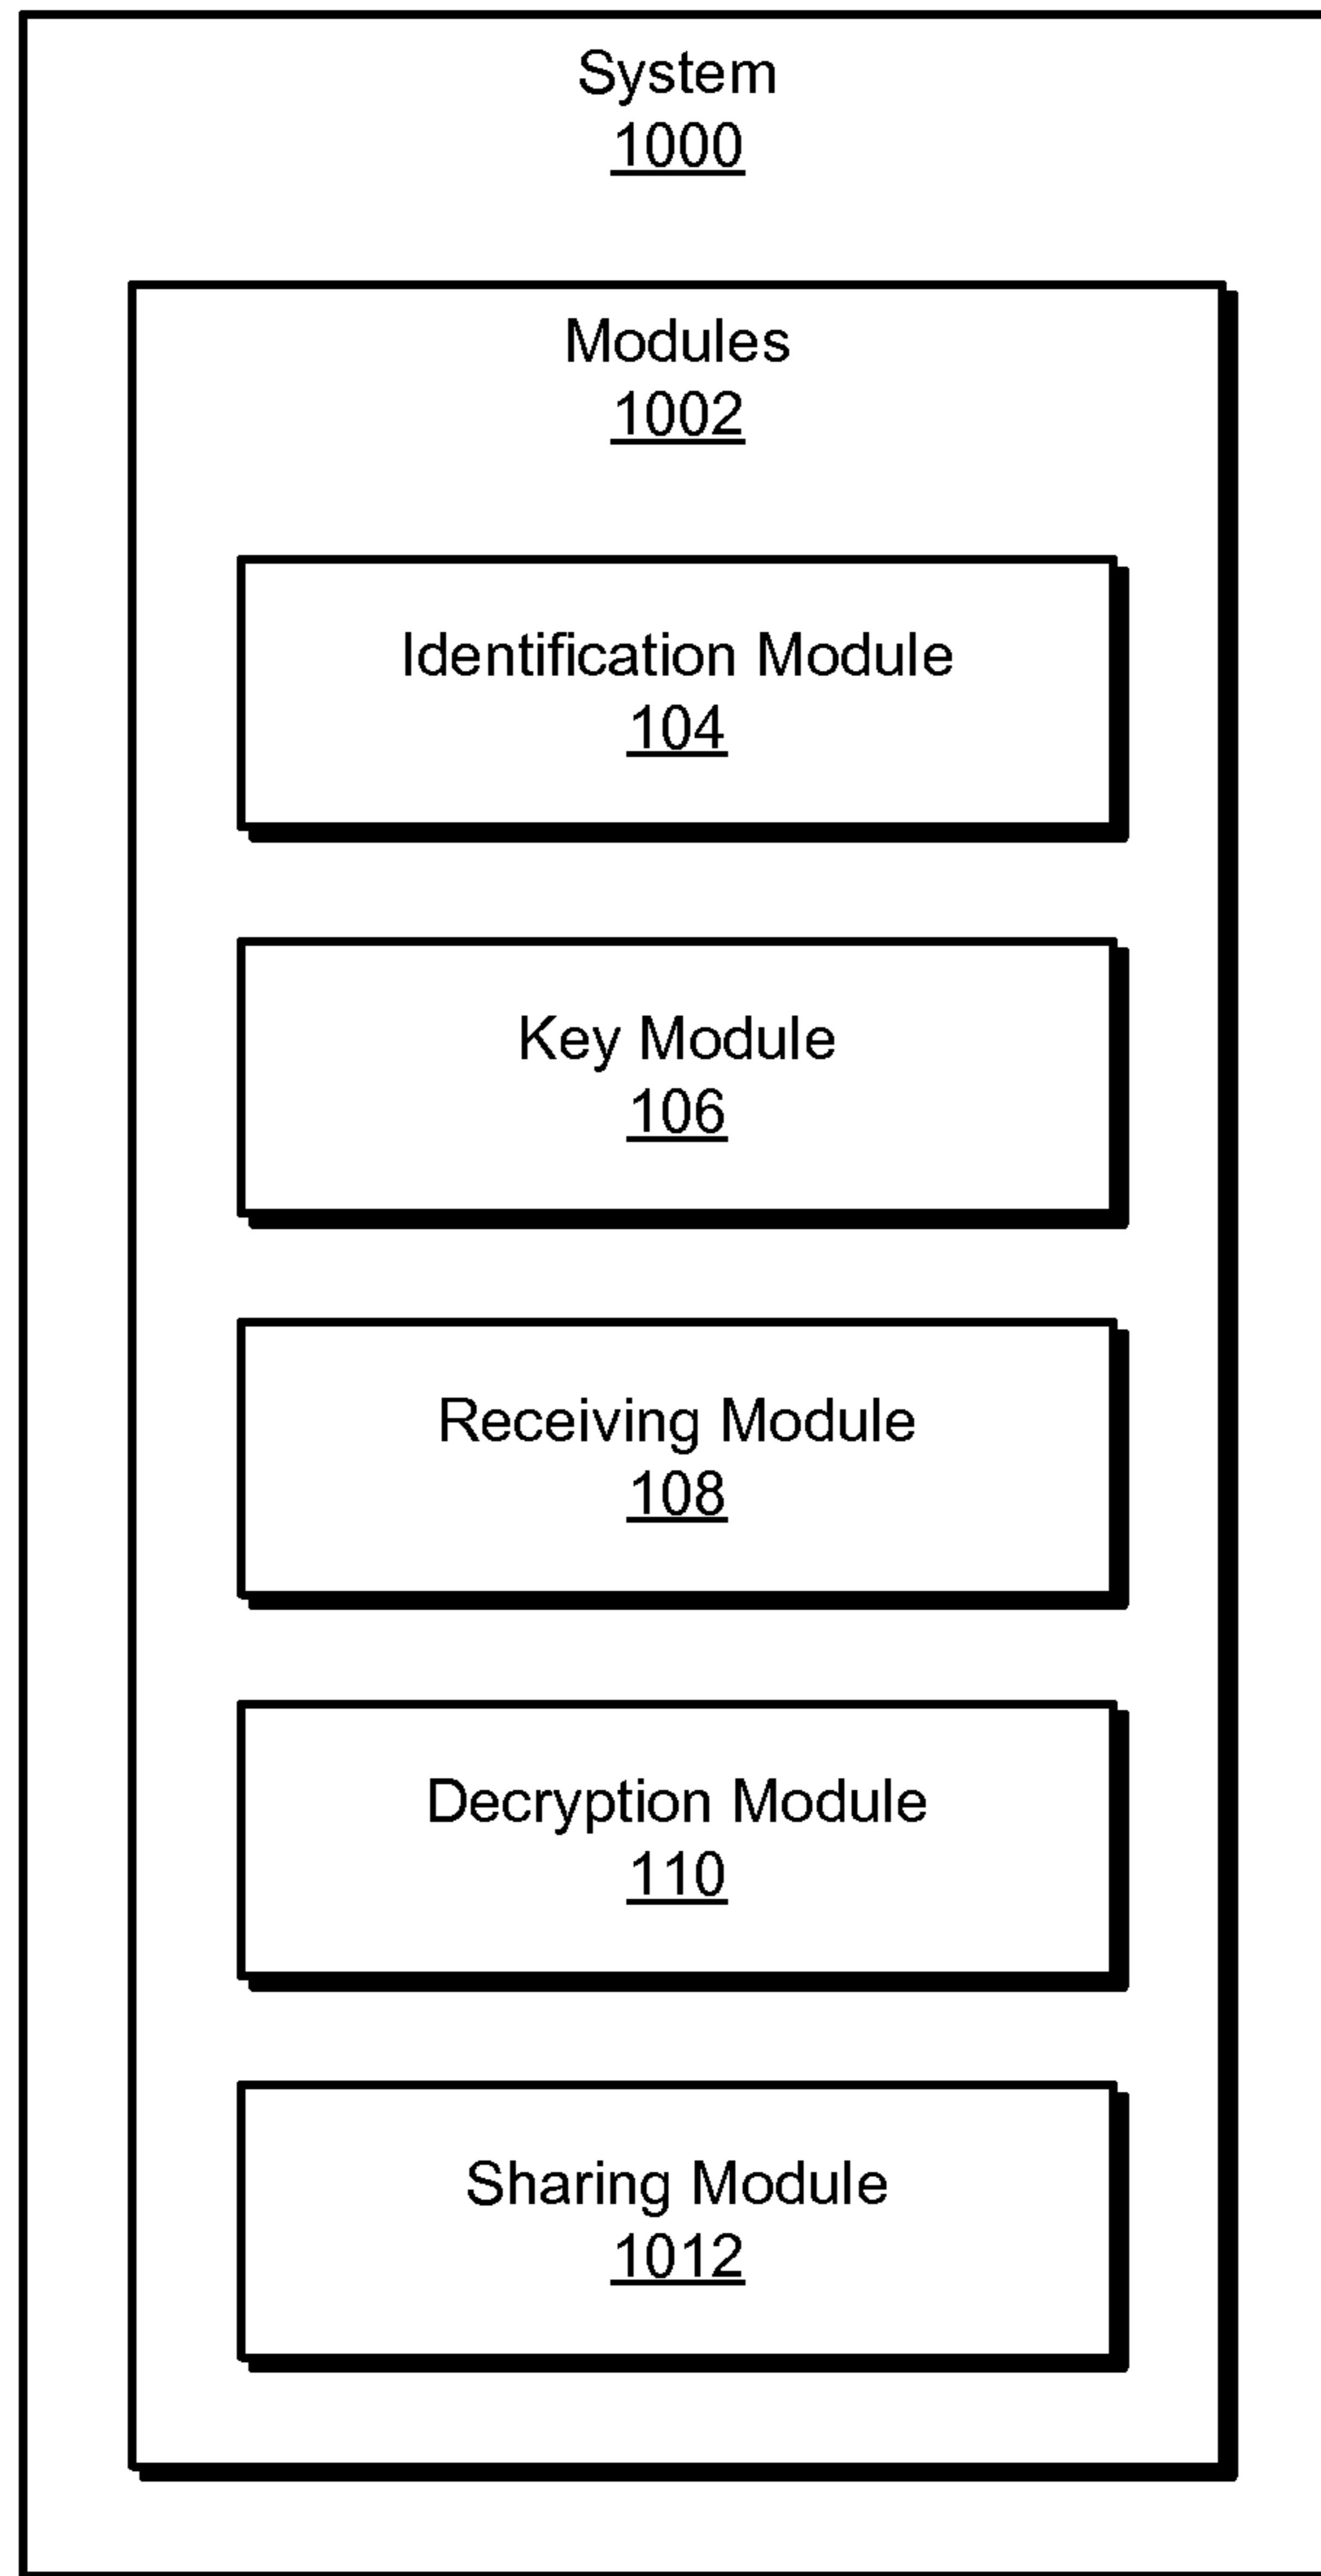 System
1000
Modules
1002
Identification Module
104
Key Module
106
Receiving Module
108
Decryption Module
110
Sharing Module
1012